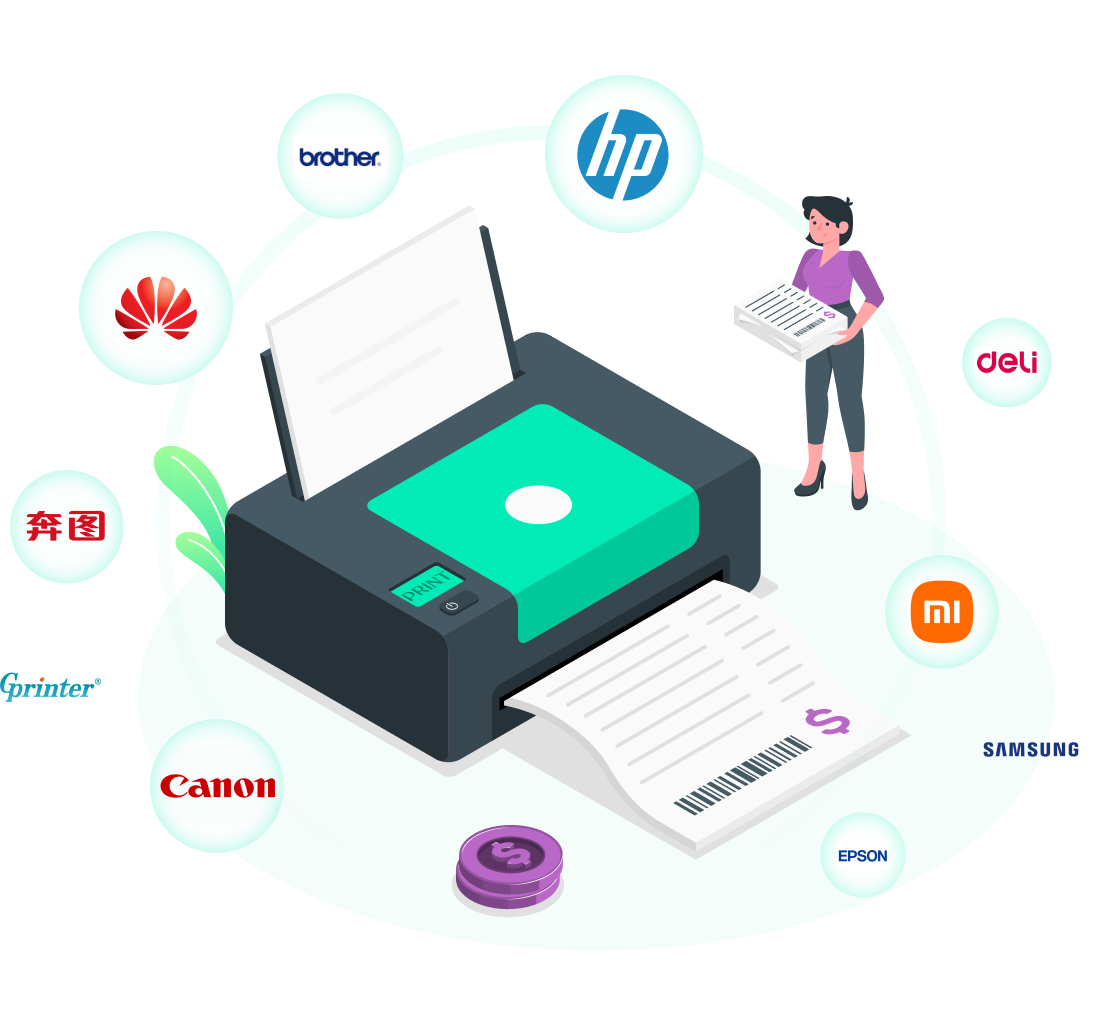 brother
hp
deli
奔图
PRINT
mi
Gprinter®
$
SAMSUNG
Canon
EPSON
$
$